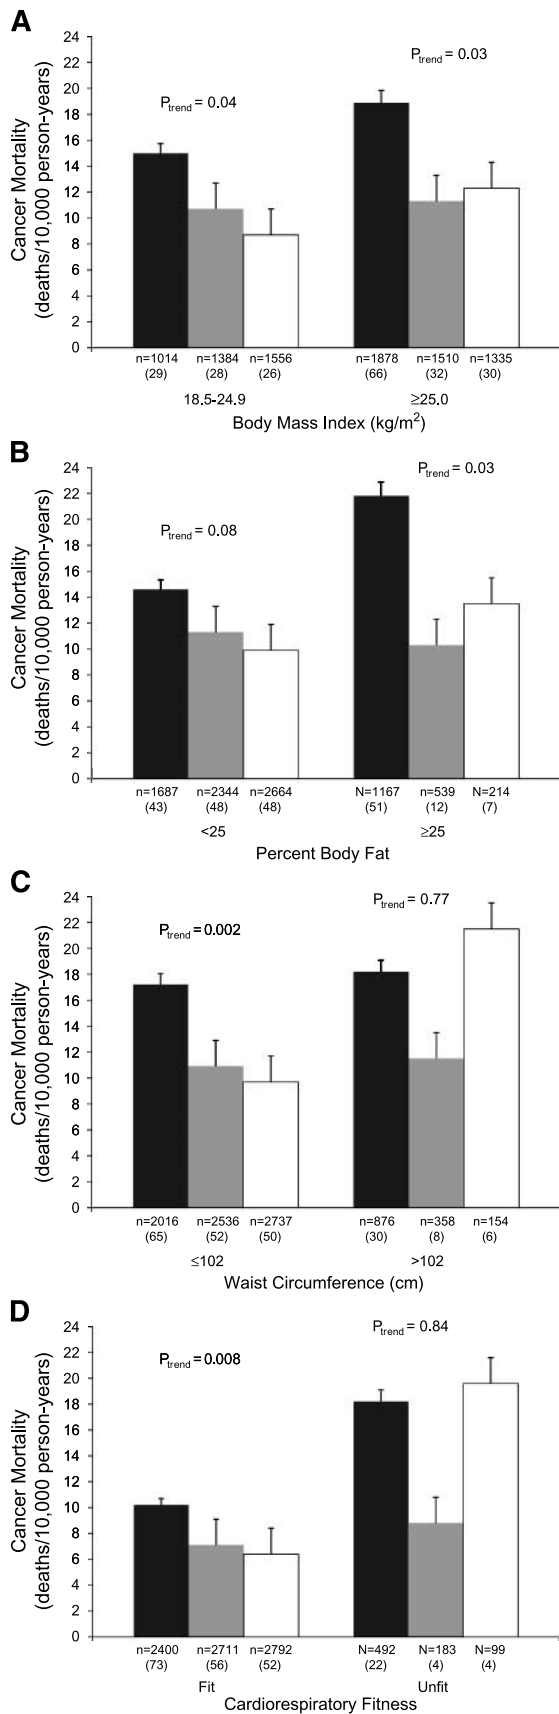 A
Cancer Mortality
(deaths/10,000 person-years)
24
22
20
18
16
14
12
10
8
6
4
2
0
Ptrend = 0.04
Ptrend = 0.03
n=1014 n=1384 n=1556 n=1878 n=1510 n=1335
(29) (28) (26) (66) (32) (30)
18.5-24.9 ≥25.0
Body Mass Index (kg/m²)
B
Cancer Mortality
(deaths/10,000 person-years)
24
22
20
18
16
14
12
10
8
6
4
2
0
Ptrend = 0.08
Ptrend = 0.03
n=1687 n=2344 n=2664 N=1167 n=539 N=214
(43) (48) (48) (51) (12) (7)
<25 ≥25
Percent Body Fat
C
Cancer Mortality
(deaths/10,000 person-years)
24
22
20
18
16
14
12
10
8
6
4
2
0
Ptrend = 0.002
Ptrend = 0.77
n=2016 n=2536 n=2737 n=876 n=358 n=154
(65) (52) (50) (30) (8) (6)
≤102 >102
Waist Circumference (cm)
D
Cancer Mortality
(deaths/10,000 person-years)
24
22
20
18
16
14
12
10
8
6
4
2
0
Ptrend = 0.008
Ptrend = 0.84
n=2400 n=2711 n=2792 N=492 N=183 N=99
(73) (56) (52) (22) (4) (4)
Fit Unfit
Cardiorespiratory Fitness